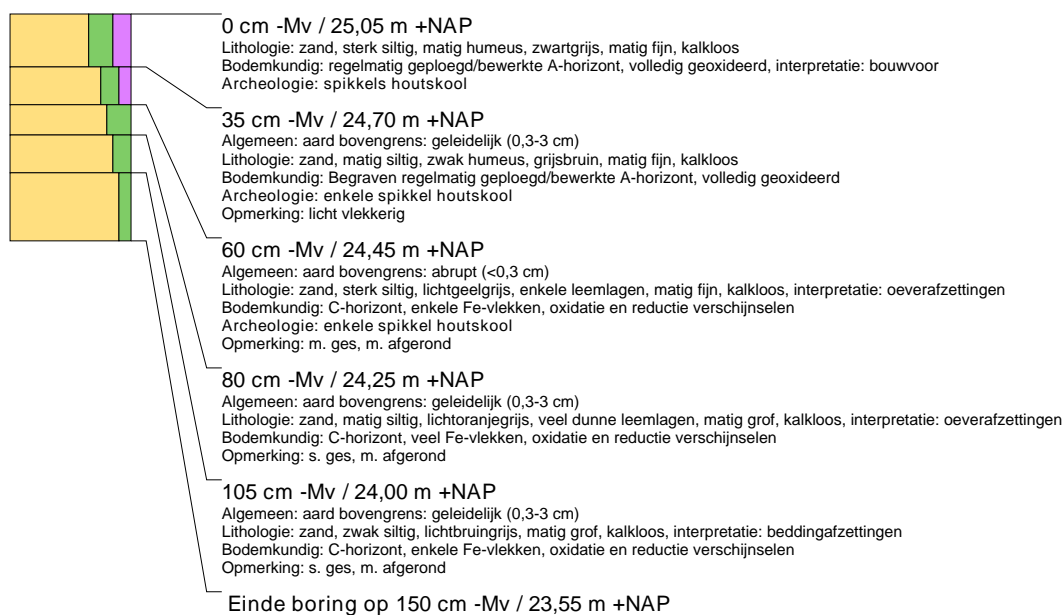 0 cm -Mv / 25,05 m +NAP
Lithologie: zand, sterk siltig, matig humeus, zwartgrijs, matig fijn, kalkloos
Bodemkundig: regelmatig geploegd/bewerkte A-horizont, volledig geoxideerd, interpretatie: bouwvoor
Archeologie: spikkels houtskool
35 cm -Mv / 24,70 m +NAP
Algemeen: aard bovengrens: geleidelijk (0,3-3 cm)
Lithologie: zand, matig siltig, zwak humeus, grijsbruin, matig fijn, kalkloos
Bodemkundig: Begraven regelmatig geploegd/bewerkte A-horizont, volledig geoxideerd
Archeologie: enkele spikkel houtskool
Opmerking: licht vlekkerig
60 cm -Mv / 24,45 m +NAP
Algemeen: aard bovengrens: abrupt (<0,3 cm)
Lithologie: zand, sterk siltig, lichtgeelgrijs, enkele leemlagen, matig fijn, kalkloos, interpretatie: oeverafzettingen
Bodemkundig: C-horizont, enkele Fe-vlekken, oxidatie en reductie verschijnselen
Archeologie: enkele spikkel houtskool
Opmerking: m. ges, m. afgerond
80 cm -Mv / 24,25 m +NAP
Algemeen: aard bovengrens: geleidelijk (0,3-3 cm)
Lithologie: zand, matig siltig, lichtoranjegrijs, veel dunne leemlagen, matig grof, kalkloos, interpretatie: oeverafzettingen
Bodemkundig: C-horizont, veel Fe-vlekken, oxidatie en reductie verschijnselen
Opmerking: s. ges, m. afgerond
105 cm -Mv / 24,00 m +NAP
Algemeen: aard bovengrens: geleidelijk (0,3-3 cm)
Lithologie: zand, zwak siltig, lichtbruingrijs, matig grof, kalkloos, interpretatie: beddingafzettingen
Bodemkundig: C-horizont, enkele Fe-vlekken, oxidatie en reductie verschijnselen
Opmerking: s. ges, m. afgerond
Einde boring op 150 cm -Mv / 23,55 m +NAP